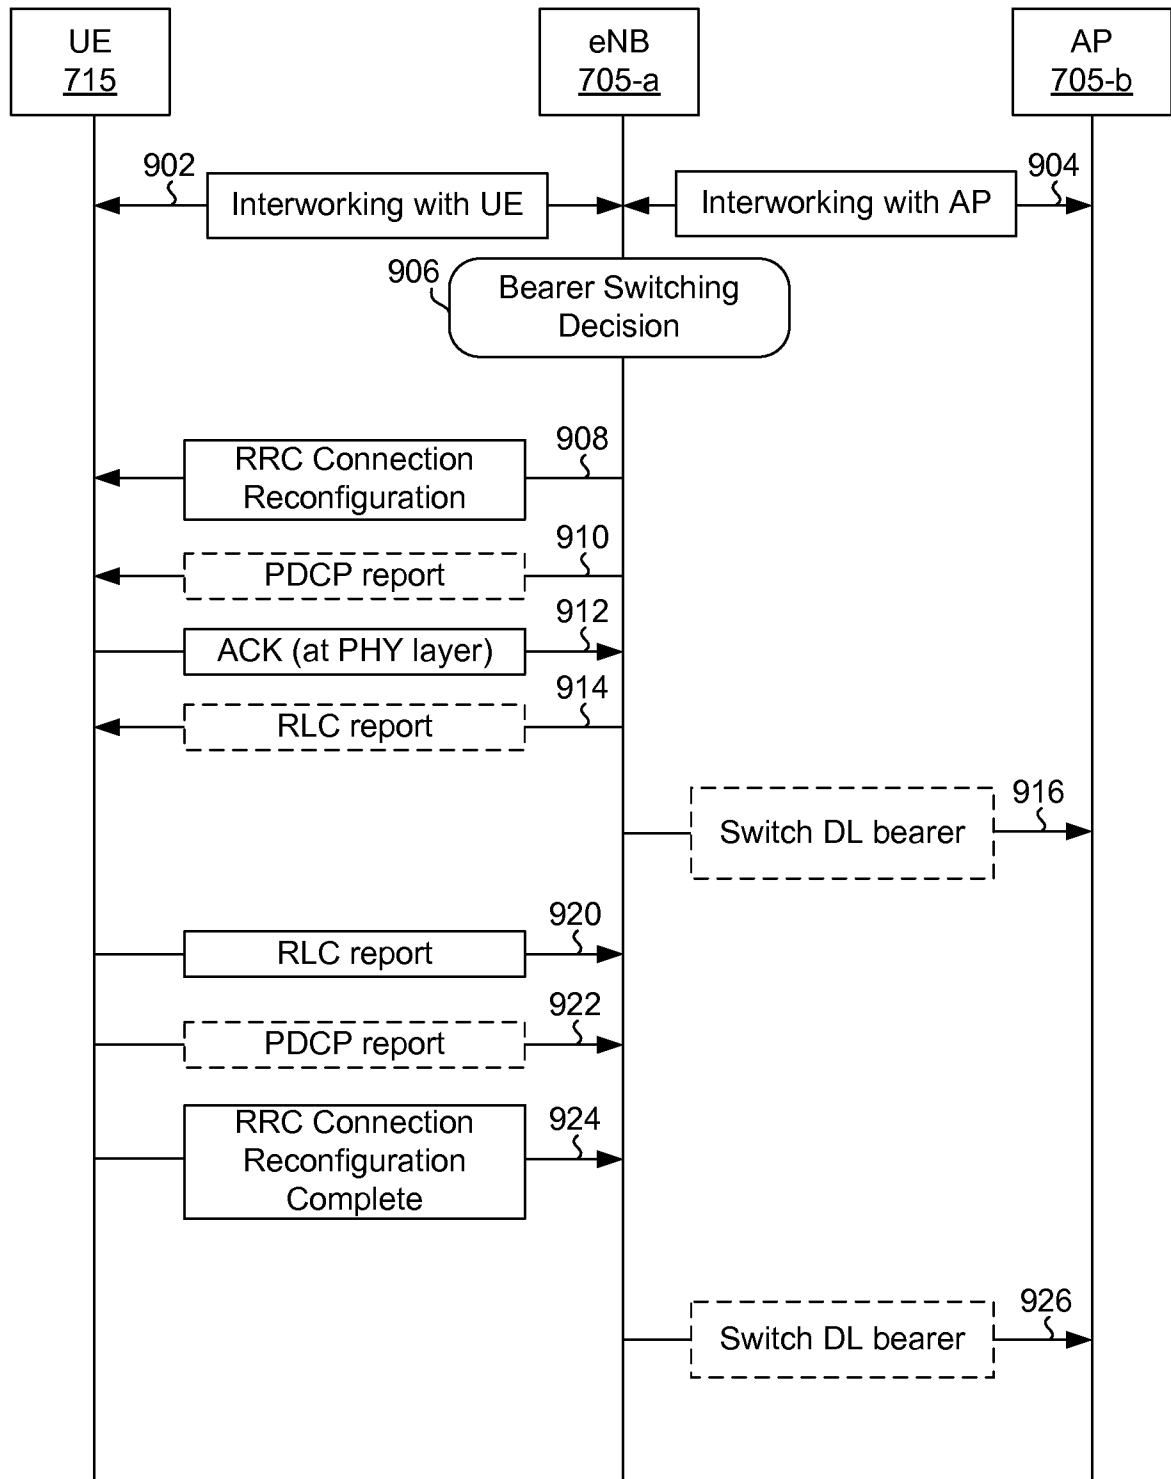 UE
715
eNB
705-a
AP
705-b
902
Interworking with UE
904
Interworking with AP
906
Bearer Switching
Decision
908
RRC Connection
Reconfiguration
910
PDCP report
912
ACK (at PHY layer)
914
RLC report
916
Switch DL bearer
920
RLC report
922
PDCP report
924
RRC Connection
Reconfiguration
Complete
926
Switch DL bearer